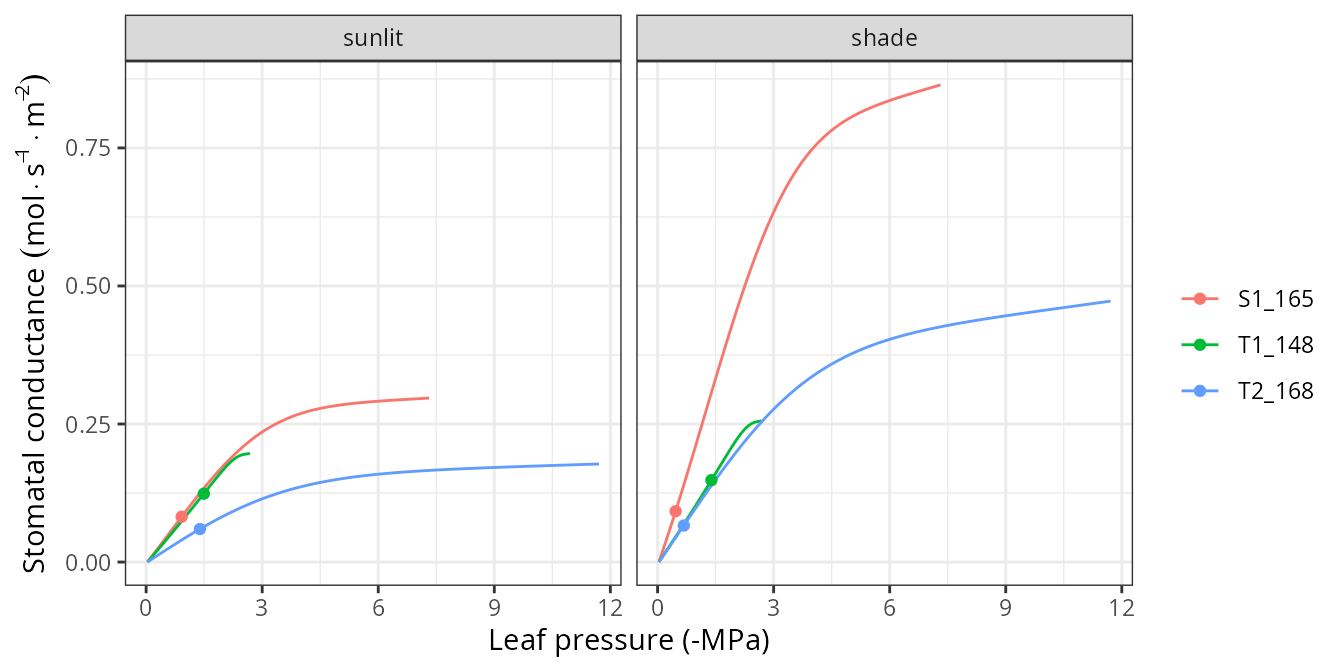 sunlit
shade
Stomatal conductance (mol · s⁻¹ · m⁻²)
0.75
0.50
0.25
0.00
0 3 6 9 12
0 3 6 9 12
Leaf pressure (-MPa)
S1_165
T1_148
T2_168